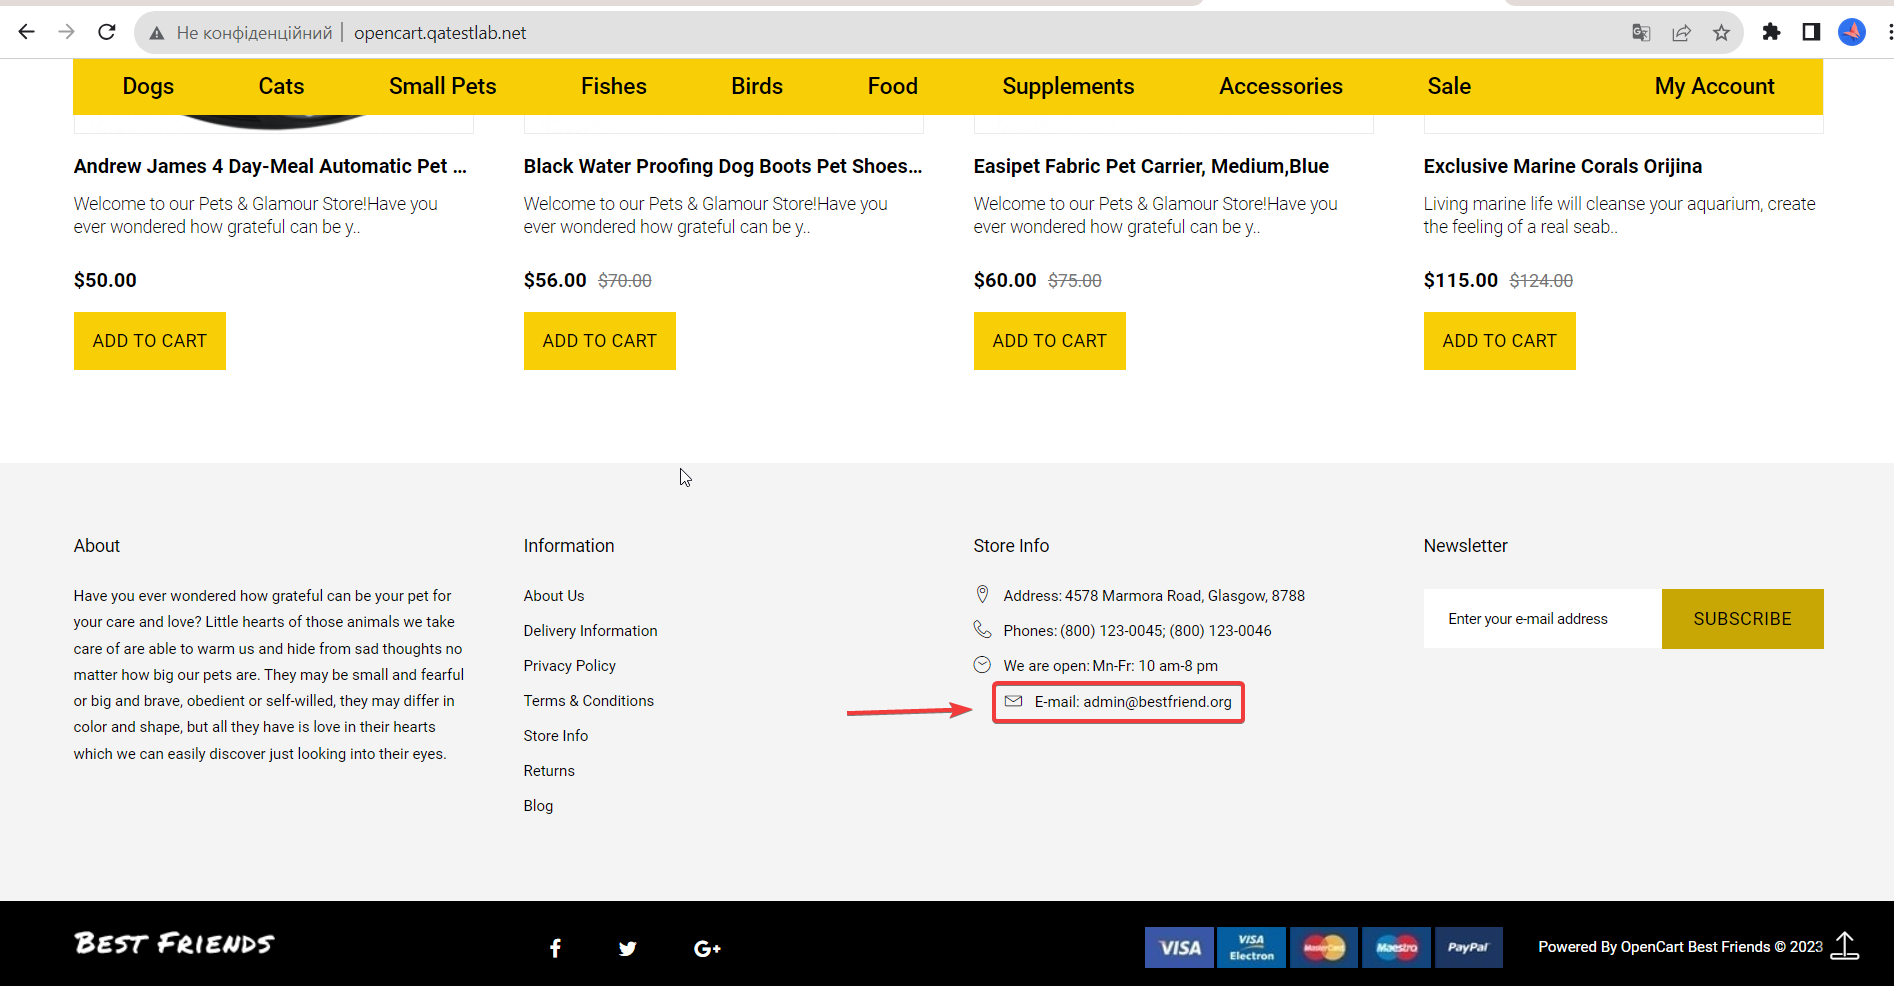 Не конфіденційний | opencart.qatestlab.net
Dogs Cats Small Pets Fishes Birds Food Supplements Accessories Sale My Account
Andrew James 4 Day-Meal Automatic Pet ...
Welcome to our Pets & Glamour Store!Have you
ever wondered how grateful can be y..
$50.00
ADD TO CART
Black Water Proofing Dog Boots Pet Shoes...
Welcome to our Pets & Glamour Store!Have you
ever wondered how grateful can be y..
$56.00 $70.00
ADD TO CART
Easipet Fabric Pet Carrier, Medium,Blue
Welcome to our Pets & Glamour Store!Have you
ever wondered how grateful can be y..
$60.00 $75.00
ADD TO CART
Exclusive Marine Corals Orijina
Living marine life will cleanse your aquarium, create
the feeling of a real seab..
$115.00 $124.00
ADD TO CART
About
Have you ever wondered how grateful can be your pet for
your care and love? Little hearts of those animals we take
care of are able to warm us and hide from sad thoughts no
matter how big our pets are. They may be small and fearful
or big and brave, obedient or self-willed, they may differ in
color and shape, but all they have is love in their hearts
which we can easily discover just looking into their eyes.
Information
About Us
Delivery Information
Privacy Policy
Terms & Conditions
Store Info
Returns
Blog
Store Info
Address: 4578 Marmora Road, Glasgow, 8788
Phones: (800) 123-0045; (800) 123-0046
We are open: Mn-Fr: 10 am-8 pm
E-mail: admin@bestfriend.org
Newsletter
Enter your e-mail address
SUBSCRIBE
BEST FRIENDS
G+
VISA
VISA Electron
MasterCard
Maestro
PayPal
Powered By OpenCart Best Friends © 2023